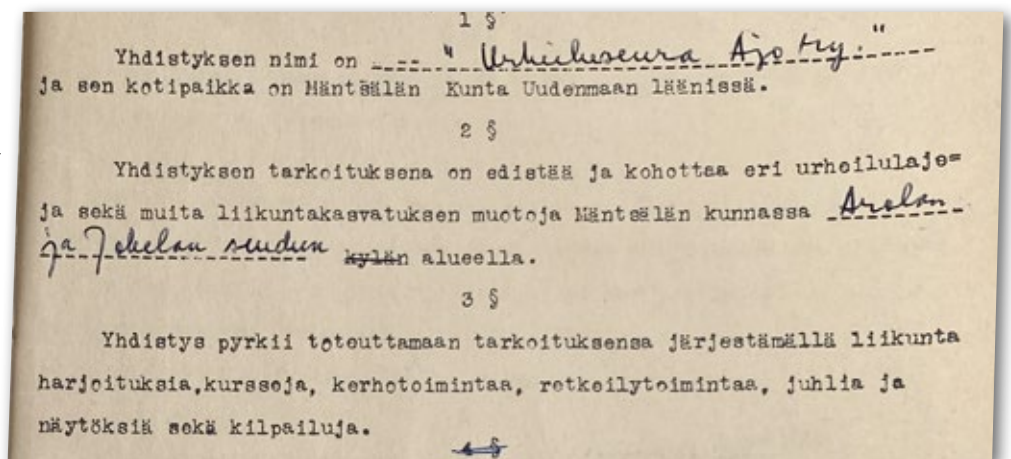 1 §
Yhdistyksen nimi on "Urheiluseura Ajo r.y."
ja sen kotipaikka on Mäntsälän Kunta Uudenmaan läänissä.
2 §
Yhdistyksen tarkoituksena on edistää ja kohottaa eri urheilulaje=
ja sekä muita liikuntakasvatuksen muotoja Mäntsälän kunnassa Arolan
ja Jokelan seudun kylän alueella.
3 §
Yhdistys pyrkii toteuttamaan tarkoituksensa järjestämällä liikunta
harjoituksia,kursseja, kerhotoimintaa, retkeilytoimintaa, juhlia ja
näytöksiä sekä kilpailuja.
4 §